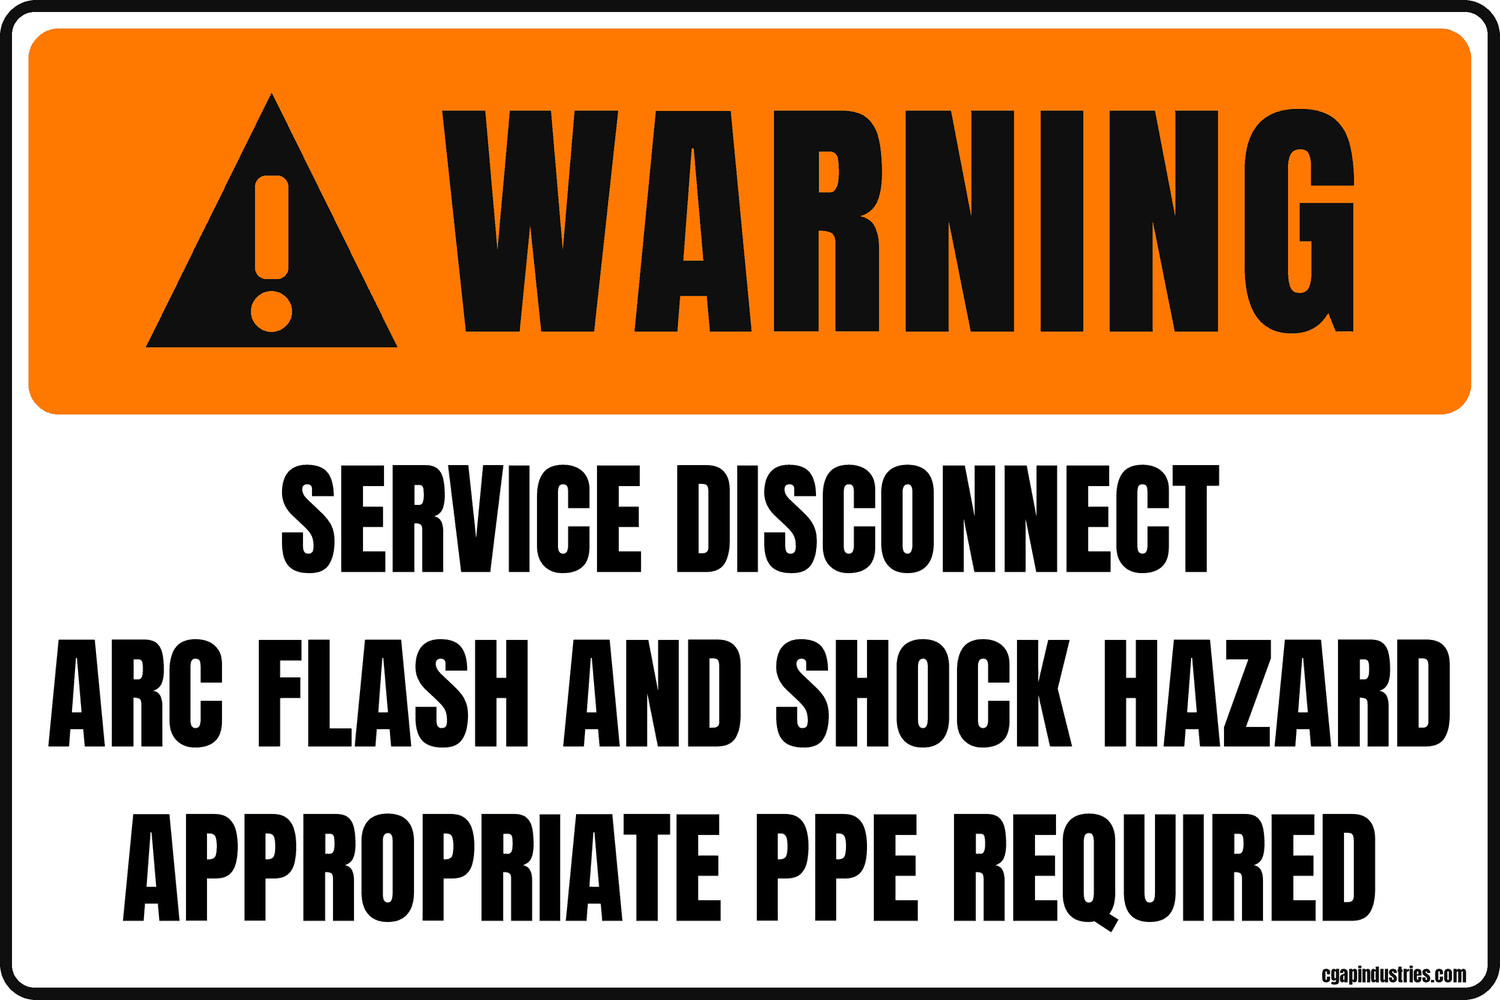 WARNING
SERVICE DISCONNECT
ARC FLASH AND SHOCK HAZARD
APPROPRIATE PPE REQUIRED
cgapindustries.com